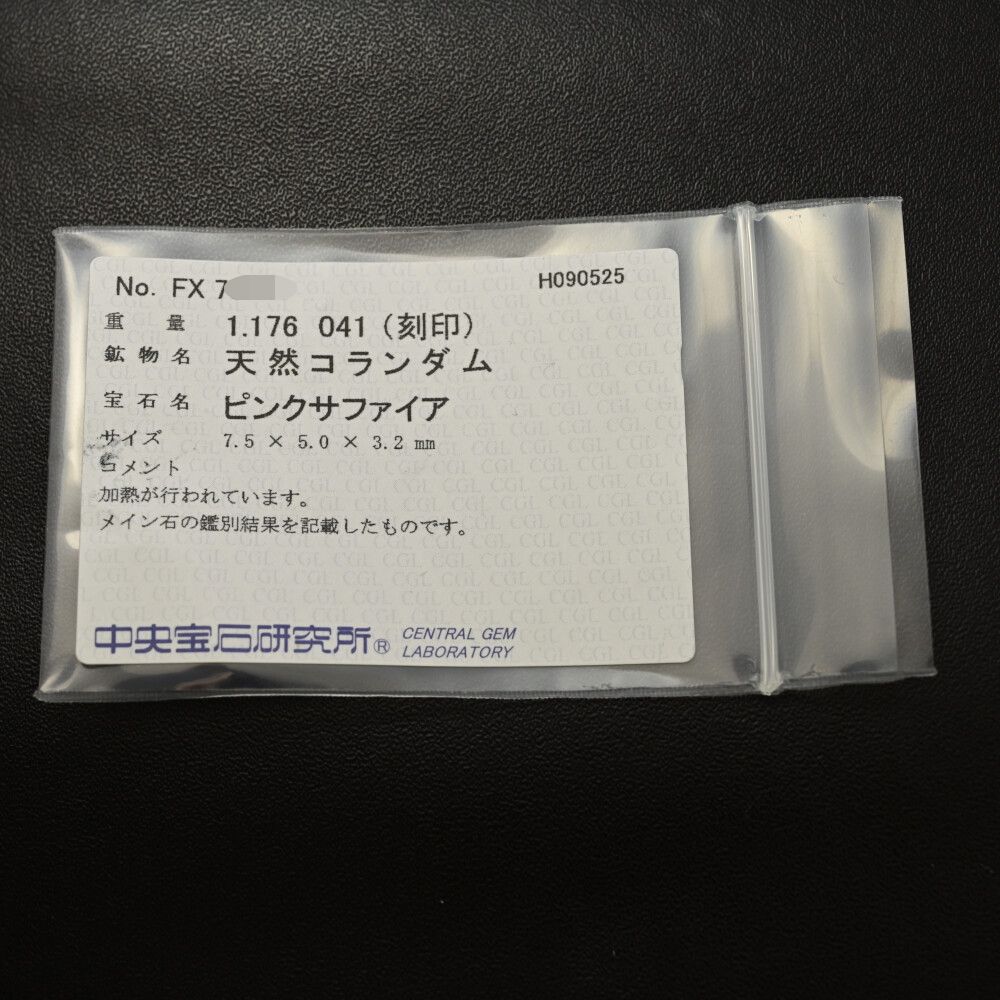 No. FX 7
H090525
重量 1.176 041 (刻印)
鉱物名 天然コランダム
宝石名 ピンクサファイア
サイズ 7.5 × 5.0 × 3.2 mm
コメント
加熱が行われています。
メイン石の鑑別結果を記載したものです。
中央宝石研究所® CENTRAL GEM
LABORATORY